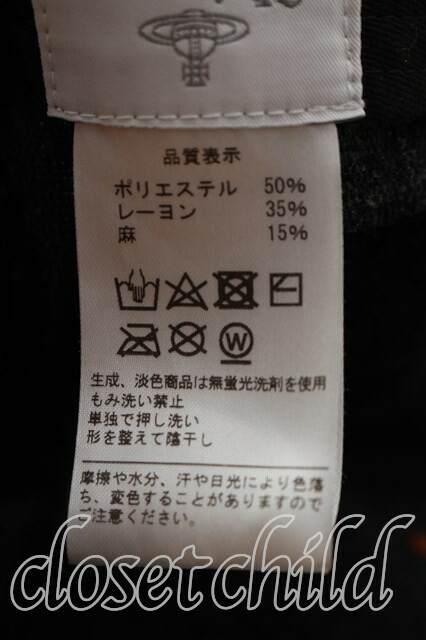 品質表示
ポリエステル 50%
レーヨン 35%
麻 15%
W
生成、淡色商品は無蛍光洗剤を使用
もみ洗い禁止
単独で押し洗い
形を整えて陰干し
摩擦や水分、汗や日光により色落
ち、変色することがありますので
ご注意ください。
closet child